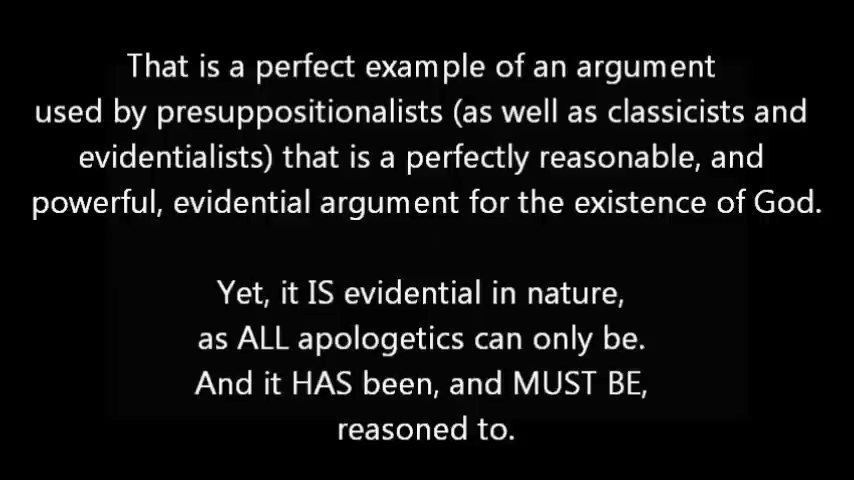 That is a perfect example of an argument
used by presuppositionalists (as well as classicists and
evidentialists) that is a perfectly reasonable, and
powerful, evidential argument for the existence of God.
Yet, it IS evidential in nature,
as ALL apologetics can only be.
And it HAS been, and MUST BE,
reasoned to.